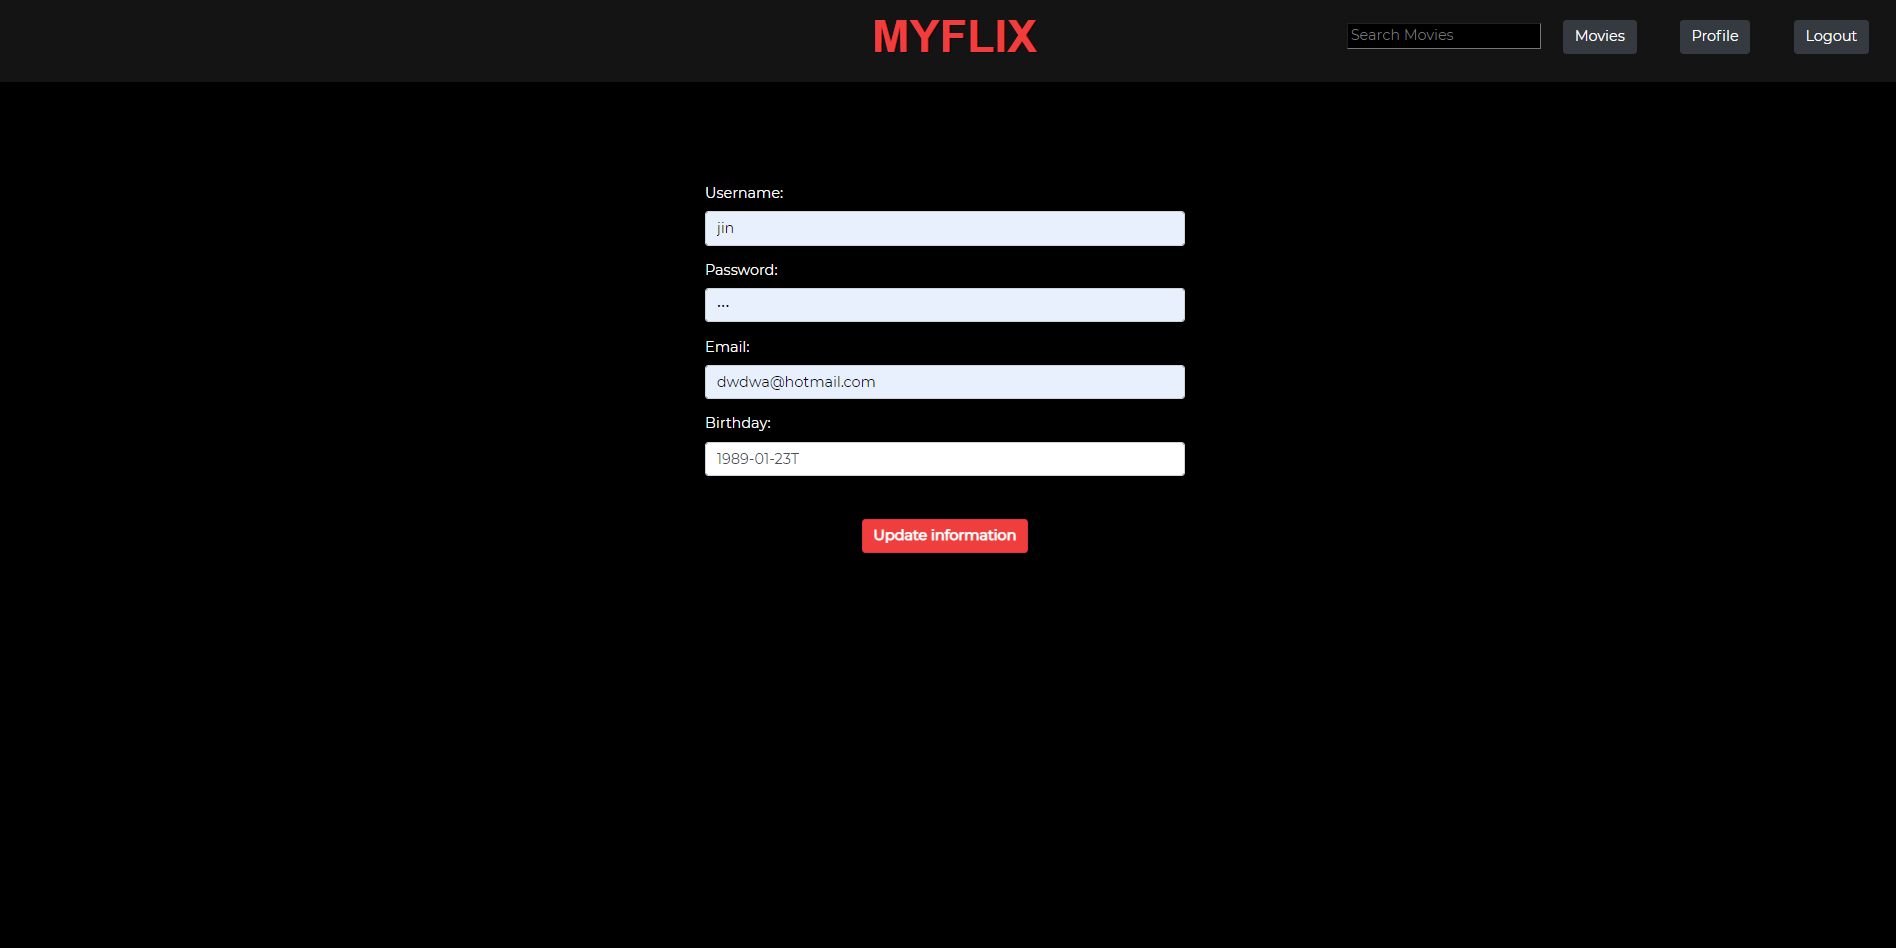 MYFLIX
Search Movies
Movies
Profile
Logout
Username:
jin
Password:
•••
Email:
dwdwa@hotmail.com
Birthday:
1989-01-23T
Update information